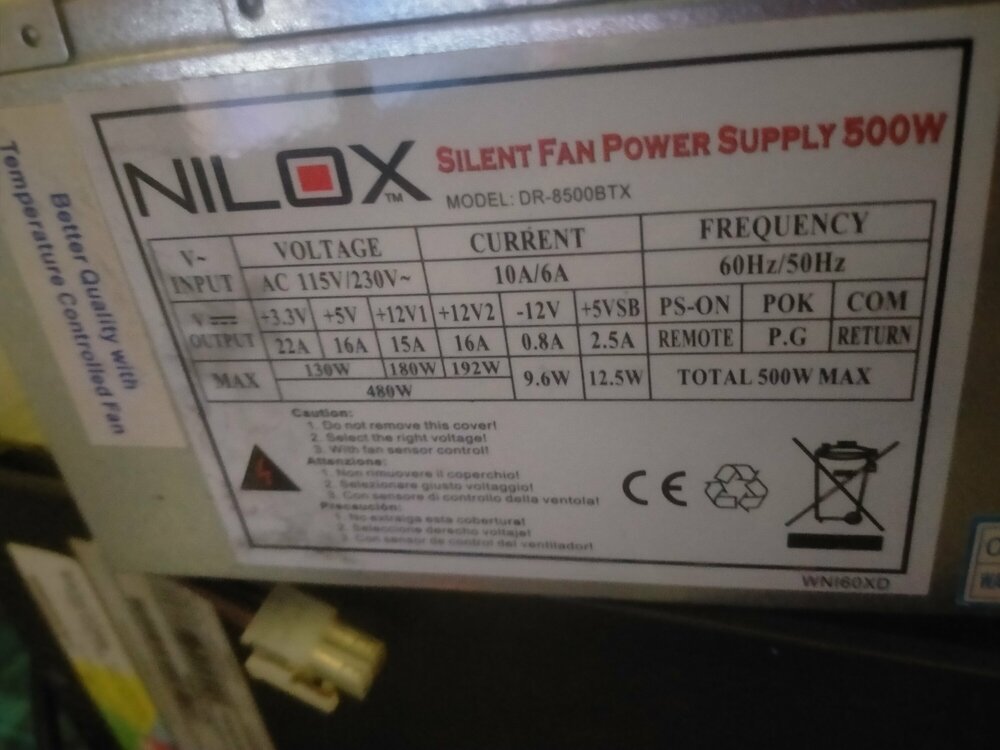 NILOX TM
SILENT FAN POWER SUPPLY 500W
MODEL: DR-8500BTX
V~ INPUT VOLTAGE CURRENT FREQUENCY
AC 115V/230V~ 10A/6A 60Hz/50Hz
V OUTPUT +3.3V +5V +12V1 +12V2 -12V +5VSB PS-ON POK COM
22A 16A 15A 16A 0.8A 2.5A REMOTE P.G RETURN
MAX 130W 180W 192W 9.6W 12.5W TOTAL 500W MAX
480W
Caution:
1. Do not remove this cover!
2. Select the right voltage!
3. With fan sensor control!
Attenzione:
1. Non rimuovere il coperchio!
2. Selezionare giusto voltaggio!
3. Con sensore di controllo della ventola!
Precaución:
1. No extraiga esta cobertura!
2. Seleccione derecho voltaje!
3. Con sensor de control del ventilador!
CE
WNI60XD
Better Quality with
Temperature Controlled Fan